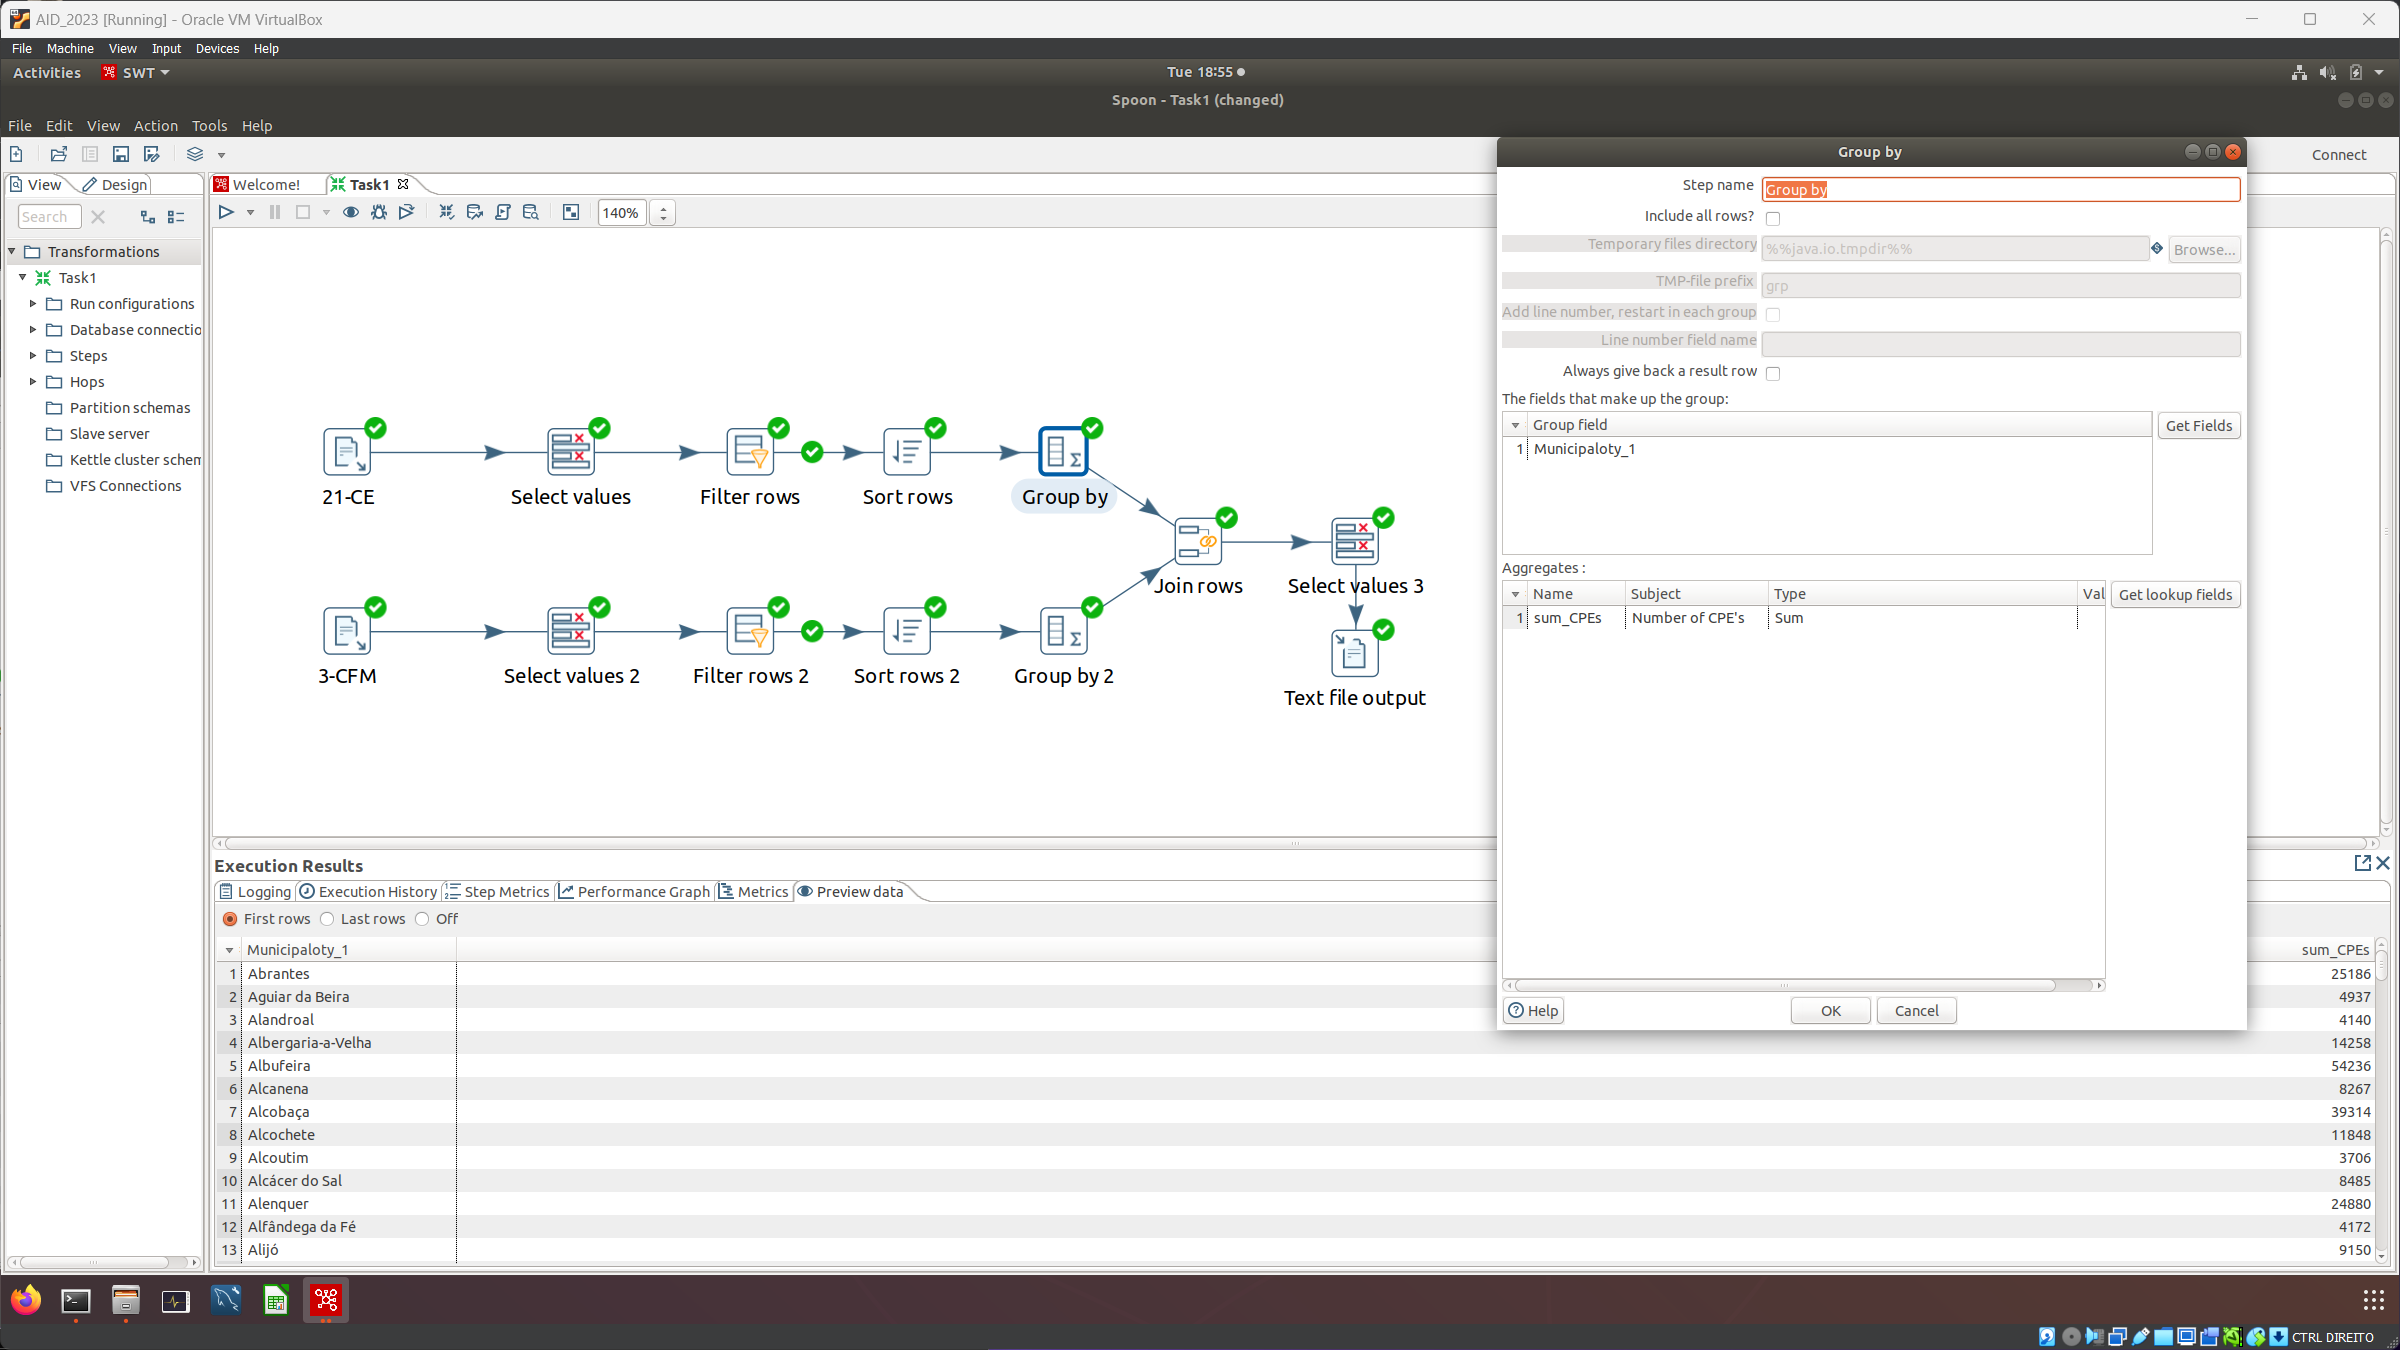 AID_2023 [Running] - Oracle VM VirtualBox
File Machine View Input Devices Help
Activities SWT Tue 18:55
Spoon - Task1 (changed)
File Edit View Action Tools Help
Connect
View Design
Welcome! Task1
Search
140%
Transformations
Task1
Run configurations
Database connectio
Steps
Hops
Partition schemas
Slave server
Kettle cluster schem
VFS Connections
21-CE
Select values
Filter rows
Sort rows
Group by
Join rows
Select values 3
3-CFM
Select values 2
Filter rows 2
Sort rows 2
Group by 2
Text file output
Group by
Step name Group by
Include all rows?
Temporary files directory %%java.io.tmpdir%% Browse...
TMP-file prefix grp
Add line number, restart in each group
Line number field name
Always give back a result row
The fields that make up the group:
Group field Get Fields
1 Municipaloty_1
Aggregates :
Name Subject Type Val Get lookup fields
1 sum_CPEs Number of CPE's Sum
Help OK Cancel
Execution Results
Logging Execution History Step Metrics Performance Graph Metrics Preview data
First rows Last rows Off
Municipaloty_1 sum_CPEs
1 Abrantes 25186
2 Aguiar da Beira 4937
3 Alandroal 4140
4 Albergaria-a-Velha 14258
5 Albufeira 54236
6 Alcanena 8267
7 Alcobaça 39314
8 Alcochete 11848
9 Alcoutim 3706
10 Alcácer do Sal 8485
11 Alenquer 24880
12 Alfândega da Fé 4172
13 Alijó 9150
CTRL DIREITO